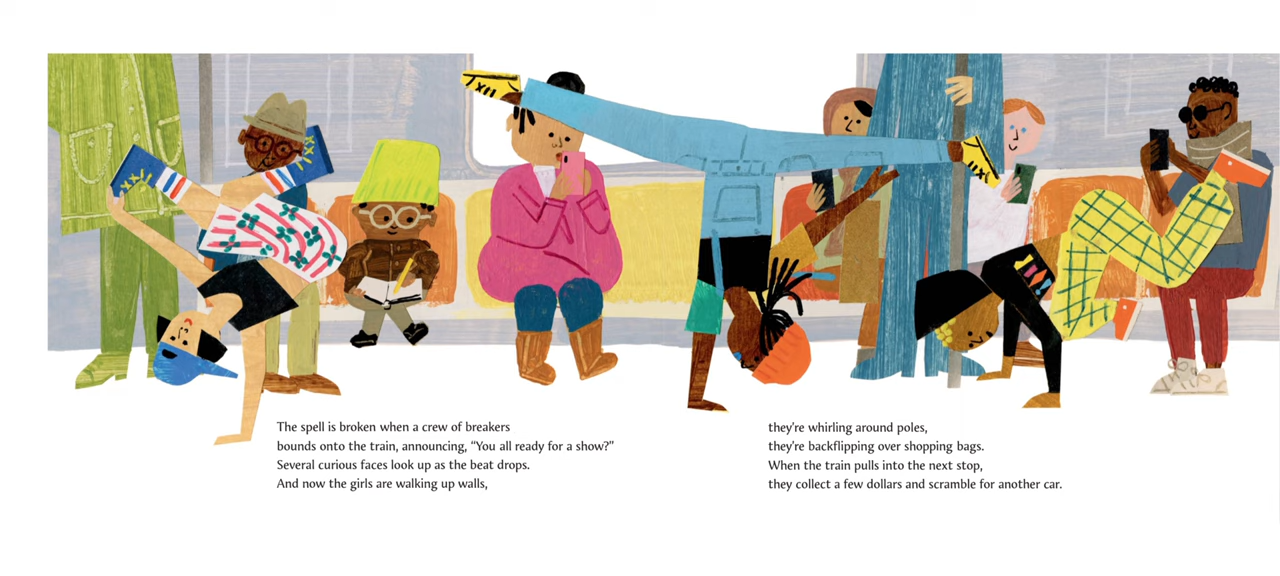 The spell is broken when a crew of breakers
bounds onto the train, announcing, “You all ready for a show?”
Several curious faces look up as the beat drops.
And now the girls are walking up walls,
they're whirling around poles,
they're backflipping over shopping bags.
When the train pulls into the next stop,
they collect a few dollars and scramble for another car.